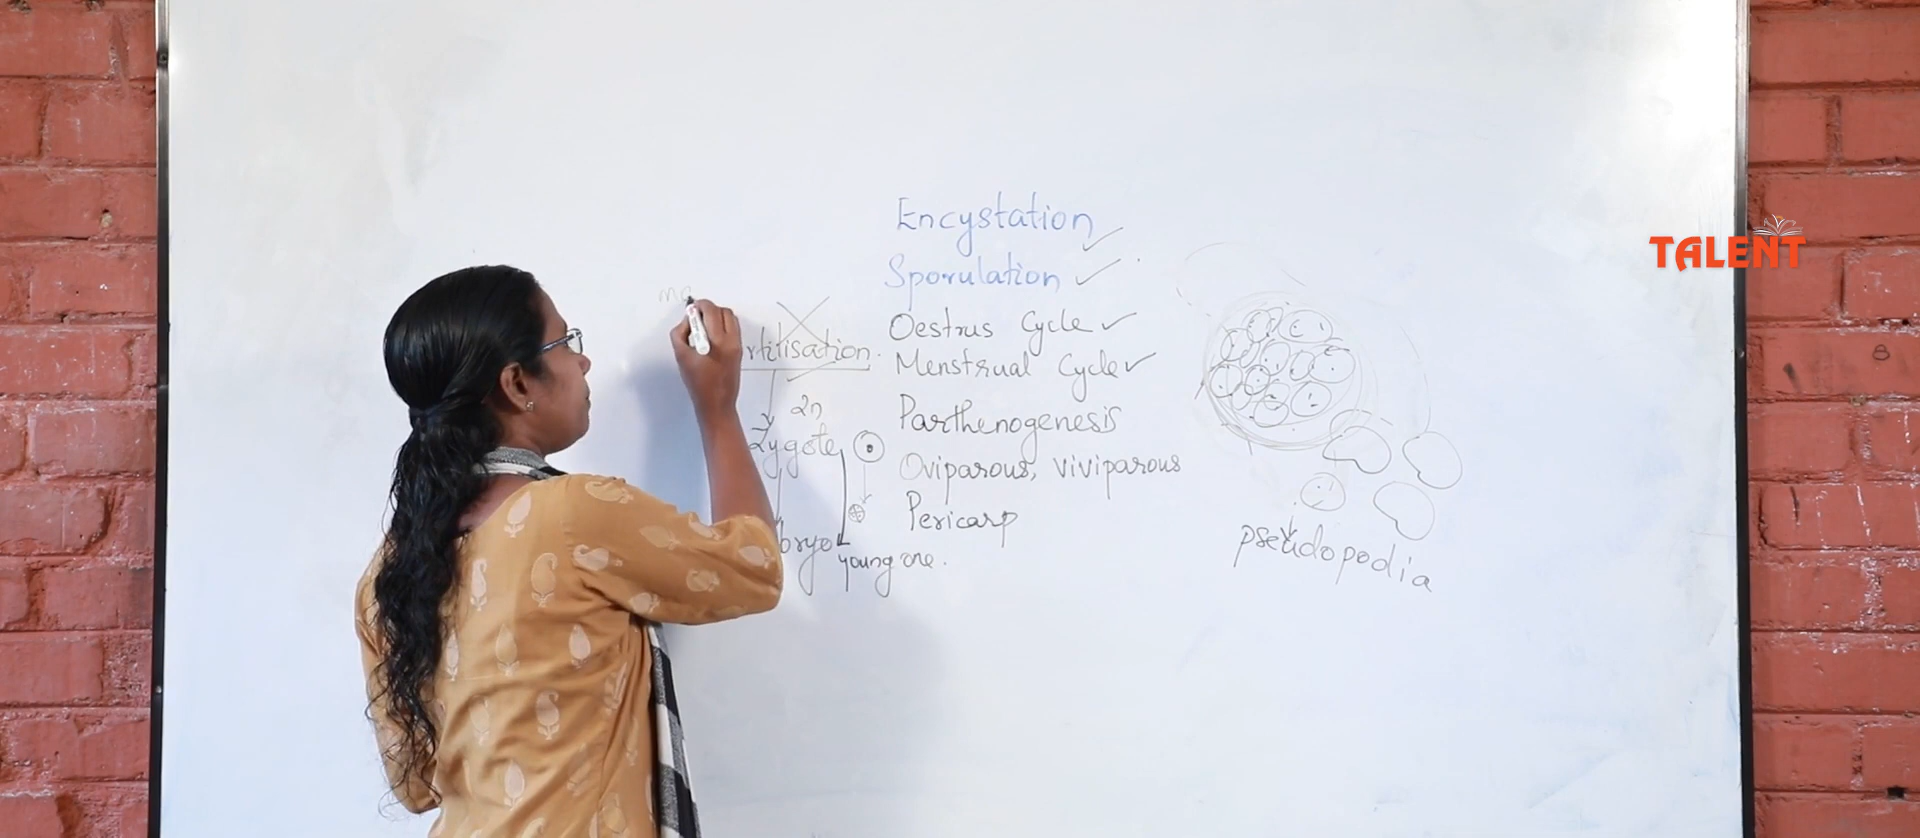 Encystation
Sporulation
Oestrus Cycle
Menstrual Cycle
Parthenogenesis
Oviparous, viviparous
Pericarp
rtilisation.
2n
Zygote
bryo
young one.
pseudopodia
TALENT